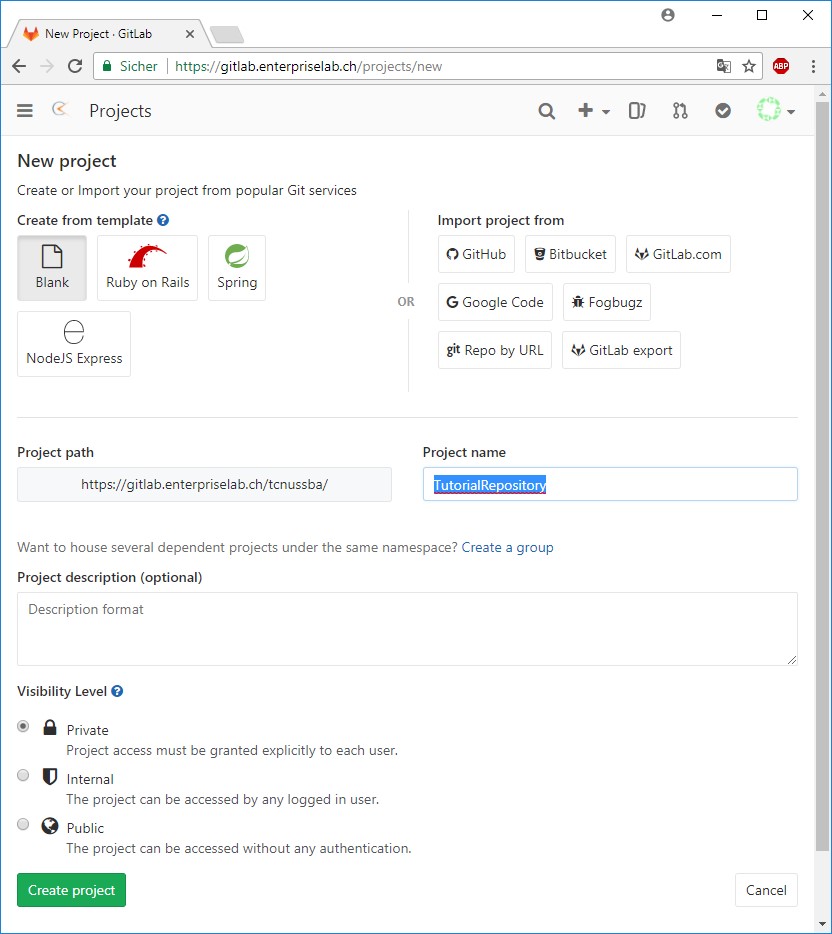 New Project · GitLab
Sicher https://gitlab.enterpriselab.ch/projects/new
ABP
Projects
New project
Create or Import your project from popular Git services
Create from template ?
Blank
Ruby on Rails
Spring
NodeJS Express
OR
Import project from
GitHub
Bitbucket
GitLab.com
G Google Code
Fogbugz
git Repo by URL
GitLab export
Project path
https://gitlab.enterpriselab.ch/tcnussba/
Project name
TutorialRepository
Want to house several dependent projects under the same namespace? Create a group
Project description (optional)
Description format
Visibility Level ?
Private
Project access must be granted explicitly to each user.
Internal
The project can be accessed by any logged in user.
Public
The project can be accessed without any authentication.
Create project
Cancel